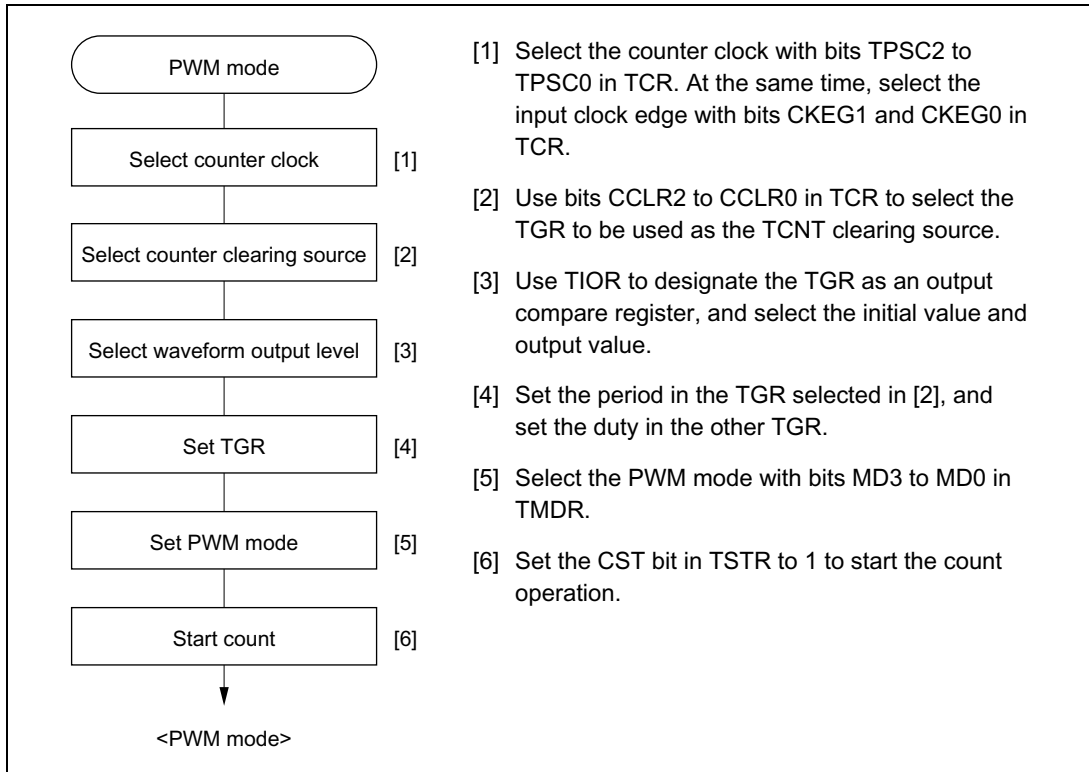 PWM mode
Select counter clock [1]
Select counter clearing source [2]
Select waveform output level [3]
Set TGR [4]
Set PWM mode [5]
Start count [6]
<PWM mode>
[1] Select the counter clock with bits TPSC2 to
TPSC0 in TCR. At the same time, select the
input clock edge with bits CKEG1 and CKEG0 in
TCR.
[2] Use bits CCLR2 to CCLR0 in TCR to select the
TGR to be used as the TCNT clearing source.
[3] Use TIOR to designate the TGR as an output
compare register, and select the initial value and
output value.
[4] Set the period in the TGR selected in [2], and
set the duty in the other TGR.
[5] Select the PWM mode with bits MD3 to MD0 in
TMDR.
[6] Set the CST bit in TSTR to 1 to start the count
operation.